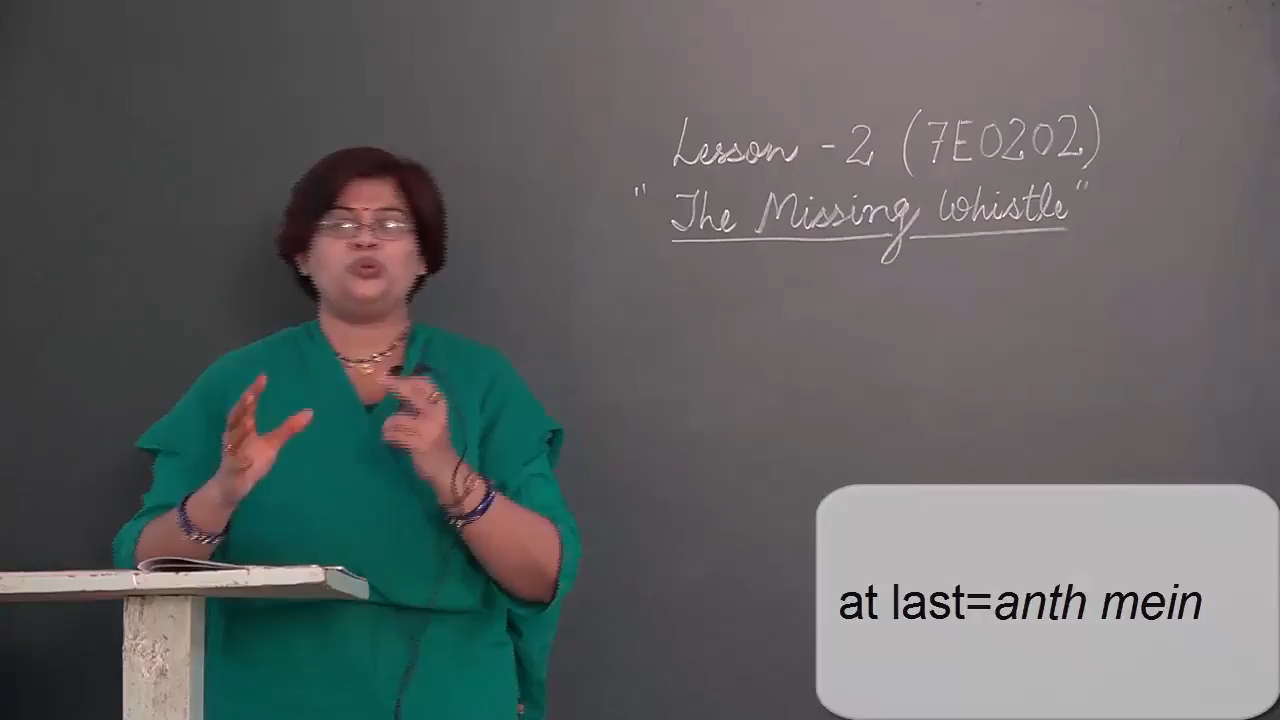 Lesson - 2 (7E0202)
"The Missing Whistle"
at last=anth mein